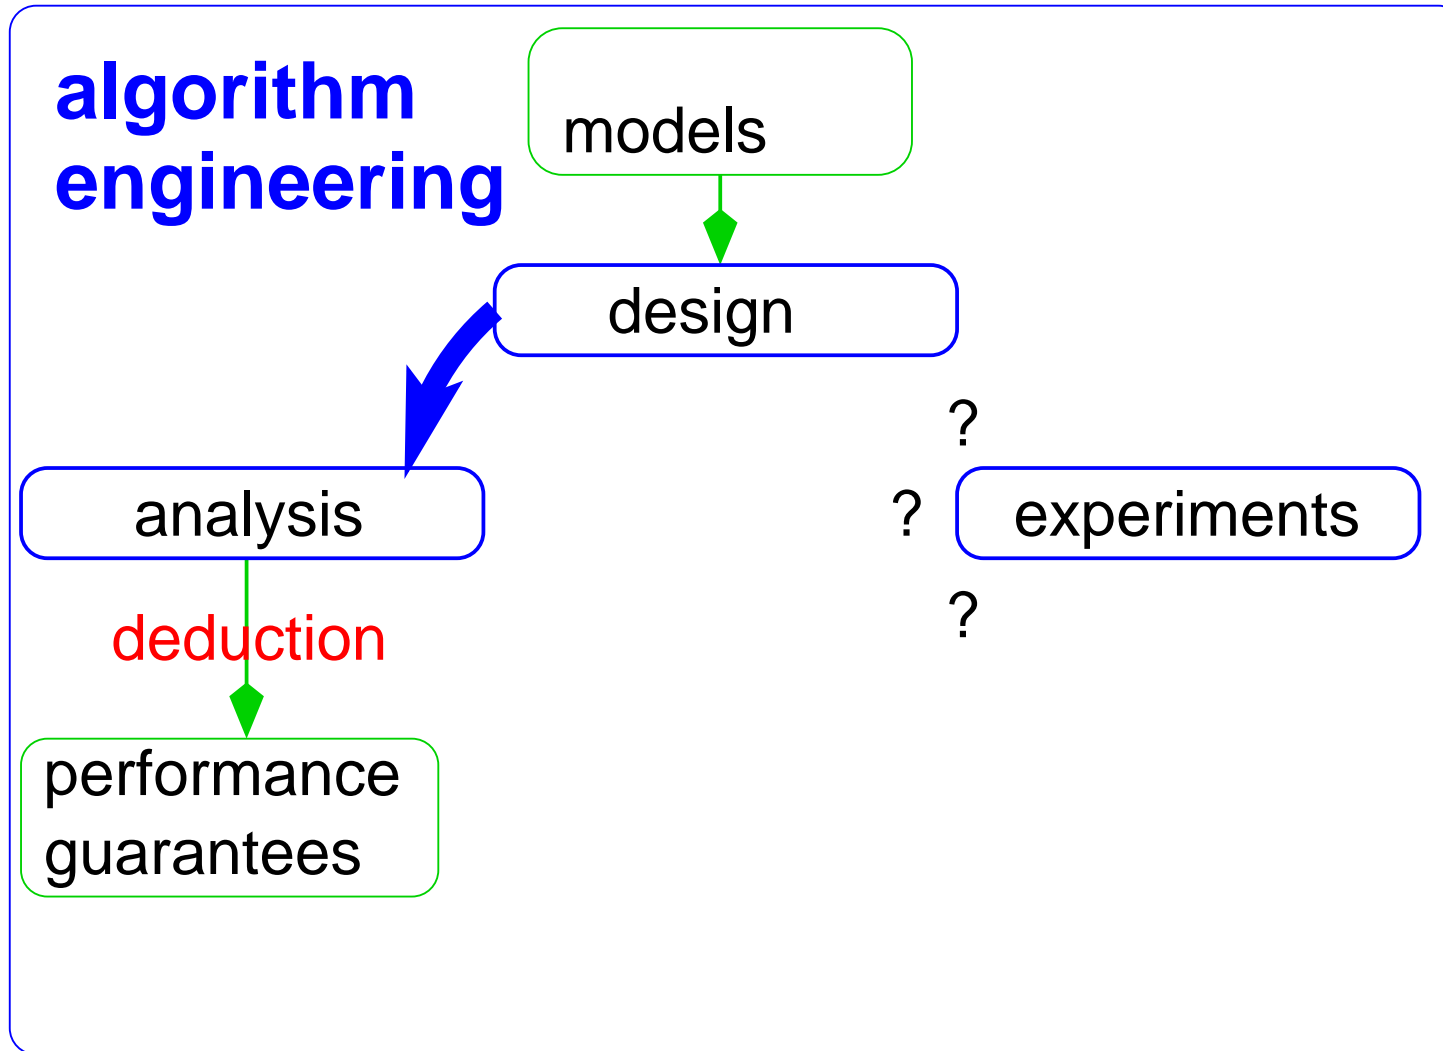 algorithm
engineering
models
design
?
analysis
?
experiments
?
deduction
performance
guarantees